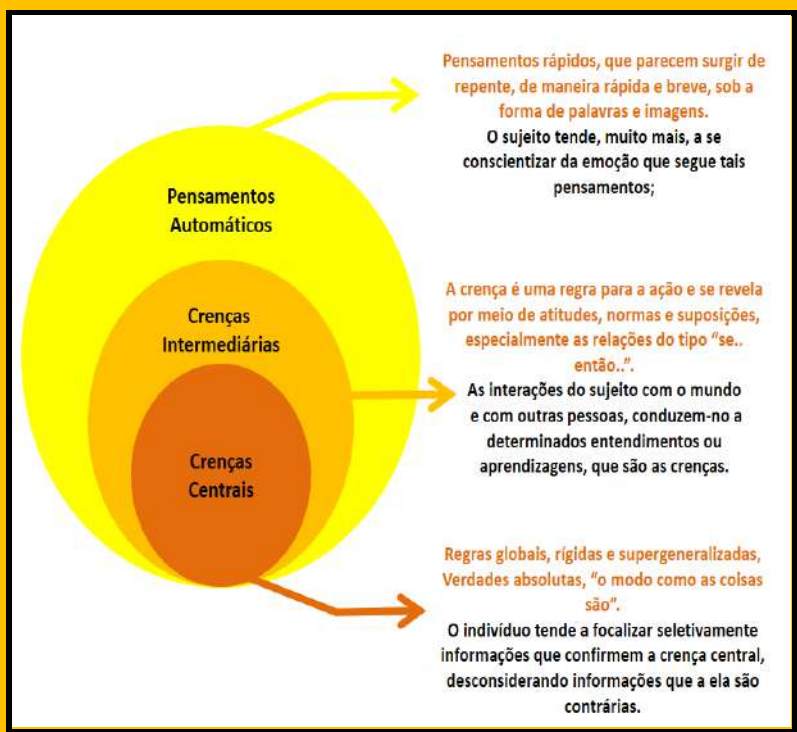 Pensamentos rápidos, que parecem surgir de
repente, de maneira rápida e breve, sob a
forma de palavras e imagens.
O sujeito tende, muito mais, a se
conscientizar da emoção que segue tais
pensamentos;
Pensamentos
Automáticos
A crença é uma regra para a ação e se revela
por meio de atitudes, normas e suposições,
especialmente as relações do tipo “se..
então..”.
As interações do sujeito com o mundo
e com outras pessoas, conduzem-no a
determinados entendimentos ou
aprendizagens, que são as crenças.
Crenças
Intermediárias
Crenças
Centrais
Regras globais, rígidas e supergeneralizadas,
Verdades absolutas, “o modo como as coisas
são”.
O indivíduo tende a focalizar seletivamente
informações que confirmem a crença central,
desconsiderando informações que a ela são
contrárias.